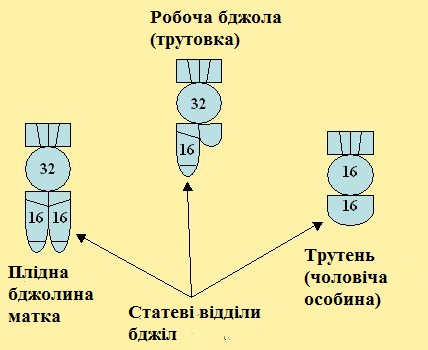 Робоча бджола
(трутовка)
32
16
32
16 16
16
16
Плідна
бджолина
матка
Статеві відділи
бджіл
Трутень
(чоловіча
особина)